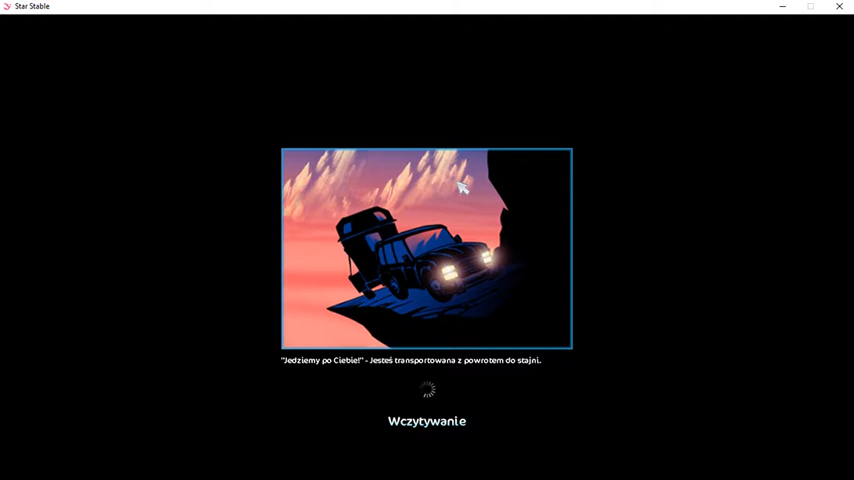 Star Stable
"Jedziemy po Ciebie!" - Jesteś transportowana z powrotem do stajni.
Wczytywanie